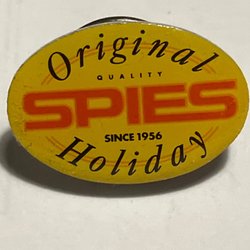 Original
QUALITY
SPIES
SINCE 1956
Holiday